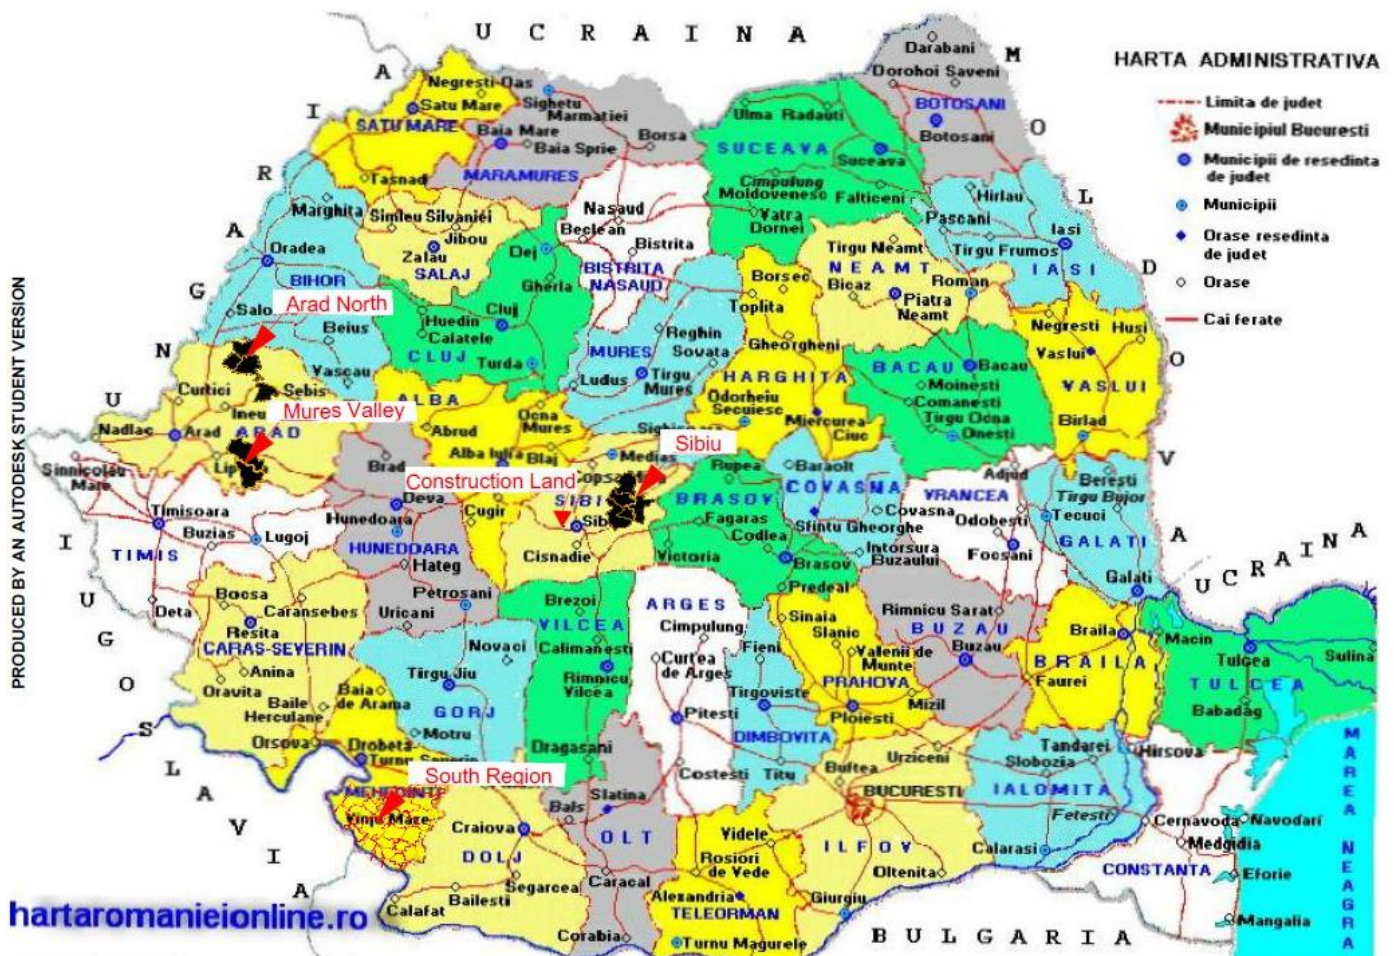 UCRAINA
MOLDOVA
UNGARIA
IUGOSLAVIA
BULGARIA
UCRAINA
MAREA NEAGRA
PRODUCED BY AN AUTODESK STUDENT VERSION
HARTA ADMINISTRATIVA
Limita de judet
Municipiul Bucuresti
Municipii de resedinta
de judet
Municipii
Orase resedinta
de judet
Orase
Cai ferate
Negresti-Oas
Satu Mare
SATU MARE
Tasnad
Sighetu
Marmatiei
Baia Mare
Baia Sprie
Borsa
MARAMURES
Ulma
Radauti
SUCEAVA
Suceava
Cimpulung
Moldovenesc
Falticeni
Vatra
Dornei
Darabani
Dorohoi
Saveni
BOTOSANI
Botosani
Hirlau
Pascani
Iasi
Tirgu Frumos
IASI
Marghita
Oradea
BIHOR
Arad North
Salo
Beius
Vascau
Simleu Silvaniei
Jibou
Zalau
SALAJ
Dej
Gherla
Huedin
Cluj
Calatele
CLUJ
Turda
Nasaud
Beclean
Bistrita
BISTRITA
NASAUD
Reghin
MURES
Sovata
Ludus
Tirgu
Mures
Borsec
Toplita
Gheorgheni
HARGHITA
Odorheiu
Secuiesc
Miercurea-
Ciuc
Tirgu Neamt
NEAMT
Bicaz
Roman
Piatra
Neamt
BACAU
Bacau
Moinesti
Comanesti
Tirgu Ocna
Onesti
Negresti
Husi
Vaslui
VASLUI
Birlad
Curtici
Sebis
Ineu
Mures Valley
Nadlac
Arad
ARAD
ALBA
Abrud
Ocna
Mures
Alba Iulia
Blaj
Cugir
Construction Land
Medias
Sibiu
Cisnadie
Brad
Deva
Hunedoara
HUNEDOARA
Hateg
Petrosani
Uricani
Sinnicolau
Mare
Timisoara
Buzias
Lugoj
TIMIS
Deta
Bocsa
Caransebes
Resita
CARAS-SEVERIN
Anina
Oravita
Baile
Herculane
Orsova
Rupea
BRASOV
Fagaras
Codlea
Victoria
Brasov
Predeal
Baraolt
COVASNA
Covasna
Sfintu Gheorghe
Intorsura
Buzaului
Adjud
VRANCEA
Odobesti
Focsani
Beresti
Tirgu Bujor
Tecuci
GALATI
Galati
Brezoi
VILCEA
Calimanesti
Rimnicu
Vilcea
Dragasani
ARGES
Cimpulung
Curtea
de Arges
Pitesti
Costesti
Novaci
Tirgu Jiu
GORJ
Motru
Baia
de Arama
Drobeta-
MEHEDINTI
South Region
Vinju Mare
Fieni
Tirgoviste
DIMBOVITA
Titu
Sinaia
Slanic
Valenii de
Munte
PRAHOVA
Mizil
Ploiesti
Rimnicu Sarat
BUZAU
Buzau
Braila
BRAILA
Faurei
Macin
Tulcea
Sulina
TULCEA
Babadag
Craiova
DOLJ
Segarcea
Bailesti
Calafat
Bals
Slatina
OLT
Caracal
Corabia
Videle
Rosiori
de Vede
Alexandria
TELEORMAN
Turnu Magurele
Buftea
Urziceni
BUCURESTI
ILFOV
Oltenita
Giurgiu
Tandarei
Slobozia
IALOMITA
Fetesti
Calarasi
Hirsova
Cernavoda
Navodari
Medgidia
CONSTANTA
Eforie
Mangalia
hartaromanieionline.ro